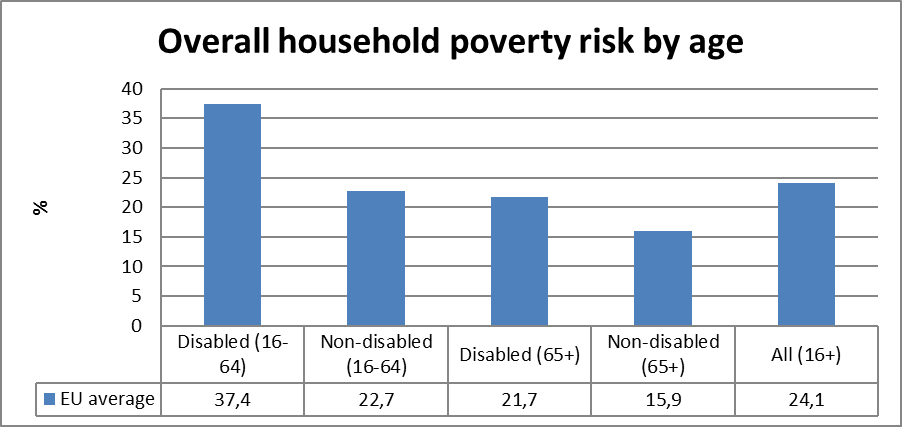 Overall household poverty risk by age
40
35
30
25
20
15
10
5
0
%
Disabled (16-
64)
Non-disabled
(16-64)
Disabled (65+)
Non-disabled
(65+)
All (16+)
EU average 37,4 22,7 21,7 15,9 24,1